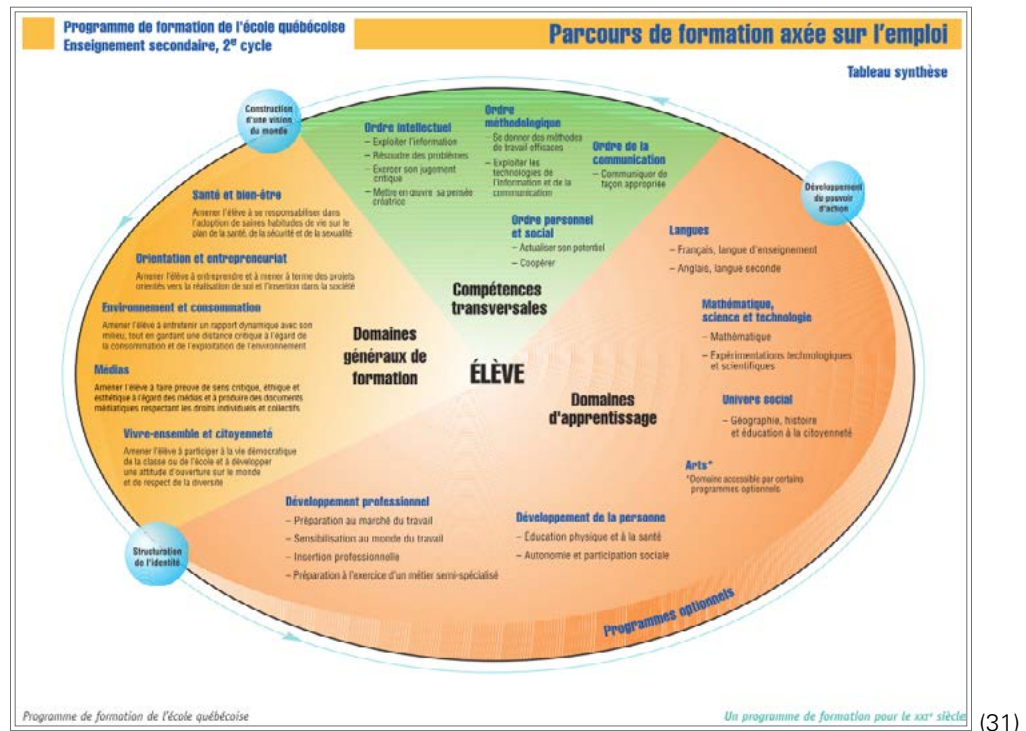 Programme de formation de l'école québécoise
Enseignement secondaire, 2e cycle
Parcours de formation axée sur l'emploi
Tableau synthèse
Construction
d'une vision
du monde
Ordre intellectuel
– Exploiter l'information
– Résoudre des problèmes
– Exercer son jugement
critique
– Mettre en œuvre sa pensée
créatrice
Ordre
méthodologique
– Se donner des méthodes
de travail efficaces
– Exploiter les
technologies de
l'information et de la
communication
Ordre de la
communication
– Communiquer de
façon appropriée
Ordre personnel
et social
– Actualiser son potentiel
– Coopérer
Compétences
transversales
Développement
du pouvoir
d'action
Santé et bien-être
Amener l'élève à se responsabiliser dans
l'adoption de saines habitudes de vie sur le
plan de la santé, de la sécurité et de la sexualité
Orientation et entrepreneuriat
Amener l'élève à entreprendre et à mener à terme des projets
orientés vers la réalisation de soi et l'insertion dans la société
Environnement et consommation
Amener l'élève à entretenir un rapport dynamique avec son
milieu, tout en gardant une distance critique à l'égard de
la consommation et de l'exploitation de l'environnement
Médias
Amener l'élève à faire preuve de sens critique, éthique et
esthétique à l'égard des médias et à produire des documents
médiatiques respectant les droits individuels et collectifs
Vivre-ensemble et citoyenneté
Amener l'élève à participer à la vie démocratique
de la classe ou de l'école et à développer
une attitude d'ouverture sur le monde
et de respect de la diversité
Domaines
généraux de
formation
ÉLÈVE
Domaines
d'apprentissage
Langues
– Français, langue d'enseignement
– Anglais, langue seconde
Mathématique,
science et technologie
– Mathématique
– Expérimentations technologiques
et scientifiques
Univers social
– Géographie, histoire
et éducation à la citoyenneté
Arts*
*Domaine accessible par certains
programmes optionnels
Développement professionnel
– Préparation au marché du travail
– Sensibilisation au monde du travail
– Insertion professionnelle
– Préparation à l'exercice d'un métier semi-spécialisé
Développement de la personne
– Éducation physique et à la santé
– Autonomie et participation sociale
Structuration
de l'identité
Programmes optionnels
Programme de formation de l'école québécoise
Un programme de formation pour le XXIe siècle
(31)